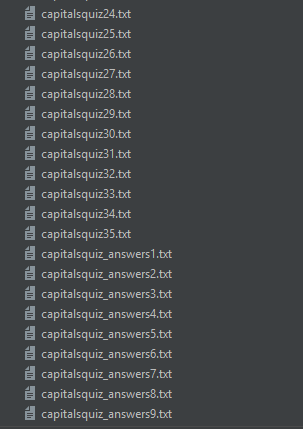 capitalsquiz24.txt
capitalsquiz25.txt
capitalsquiz26.txt
capitalsquiz27.txt
capitalsquiz28.txt
capitalsquiz29.txt
capitalsquiz30.txt
capitalsquiz31.txt
capitalsquiz32.txt
capitalsquiz33.txt
capitalsquiz34.txt
capitalsquiz35.txt
capitalsquiz_answers1.txt
capitalsquiz_answers2.txt
capitalsquiz_answers3.txt
capitalsquiz_answers4.txt
capitalsquiz_answers5.txt
capitalsquiz_answers6.txt
capitalsquiz_answers7.txt
capitalsquiz_answers8.txt
capitalsquiz_answers9.txt